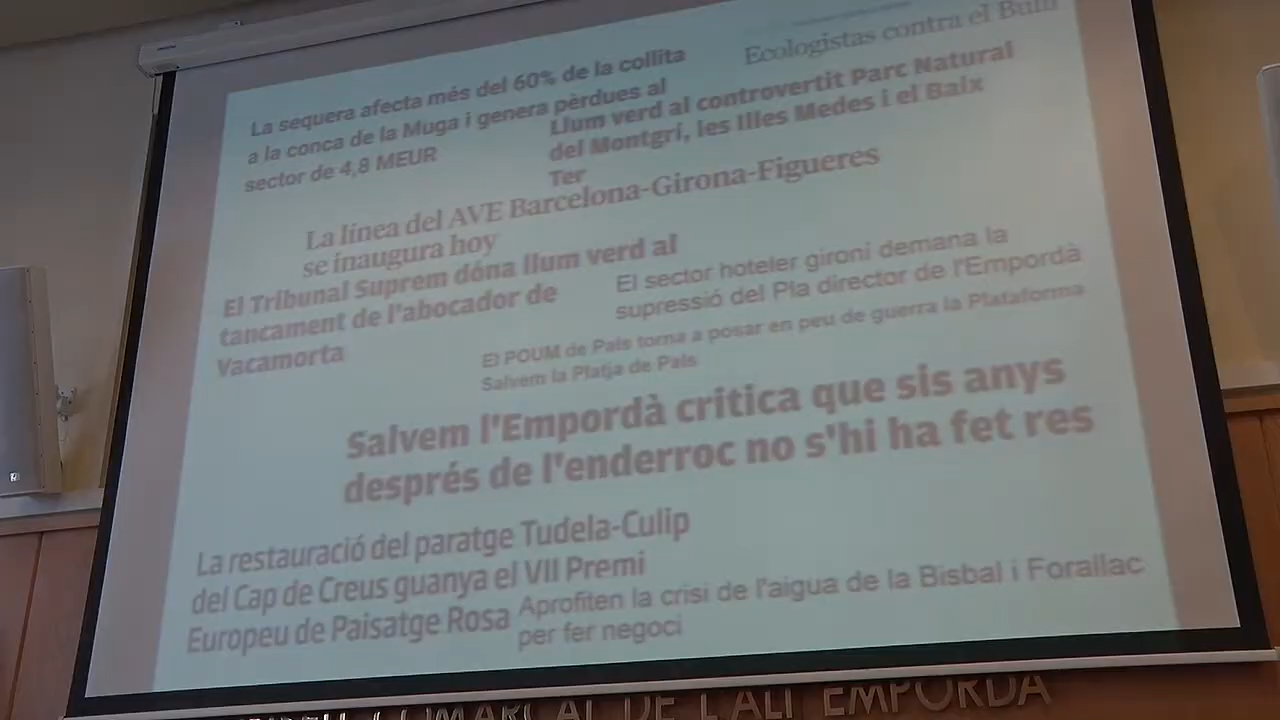 La sequera afecta més del 60% de la collita
a la conca de la Muga i genera pèrdues al
sector de 4,8 MEUR
Ecologistas contra el Bulli
Llum verd al controvertit Parc Natural
del Montgrí, les Illes Medes i el Baix
Ter
La línea del AVE Barcelona-Girona-Figueres
se inaugura hoy
El Tribunal Suprem dóna llum verd al
tancament de l'abocador de
Vacamorta
El sector hoteler gironí demana la
supressió del Pla director de l'Empordà
El POUM de Pals torna a posar en peu de guerra la Plataforma
Salvem la Platja de Pals
Salvem l'Empordà critica que sis anys
després de l'enderroc no s'hi ha fet res
La restauració del paratge Tudela-Culip
del Cap de Creus guanya el VII Premi
Europeu de Paisatge Rosa
Aprofiten la crisi de l'aigua de la Bisbal i Forallac
per fer negoci
COMARCAL DE L'ALT EMPORDÀ